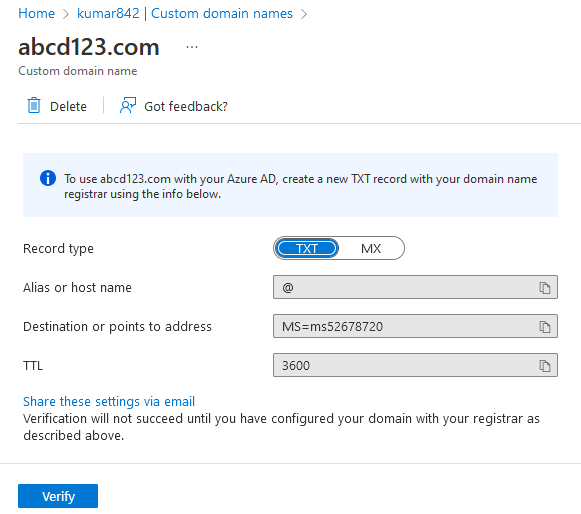 Home > kumar842 | Custom domain names >
abcd123.com ...
Custom domain name
Delete Got feedback?
To use abcd123.com with your Azure AD, create a new TXT record with your domain name
registrar using the info below.
Record type TXT MX
Alias or host name @
Destination or points to address MS=ms52678720
TTL 3600
Share these settings via email
Verification will not succeed until you have configured your domain with your registrar as
described above.
Verify